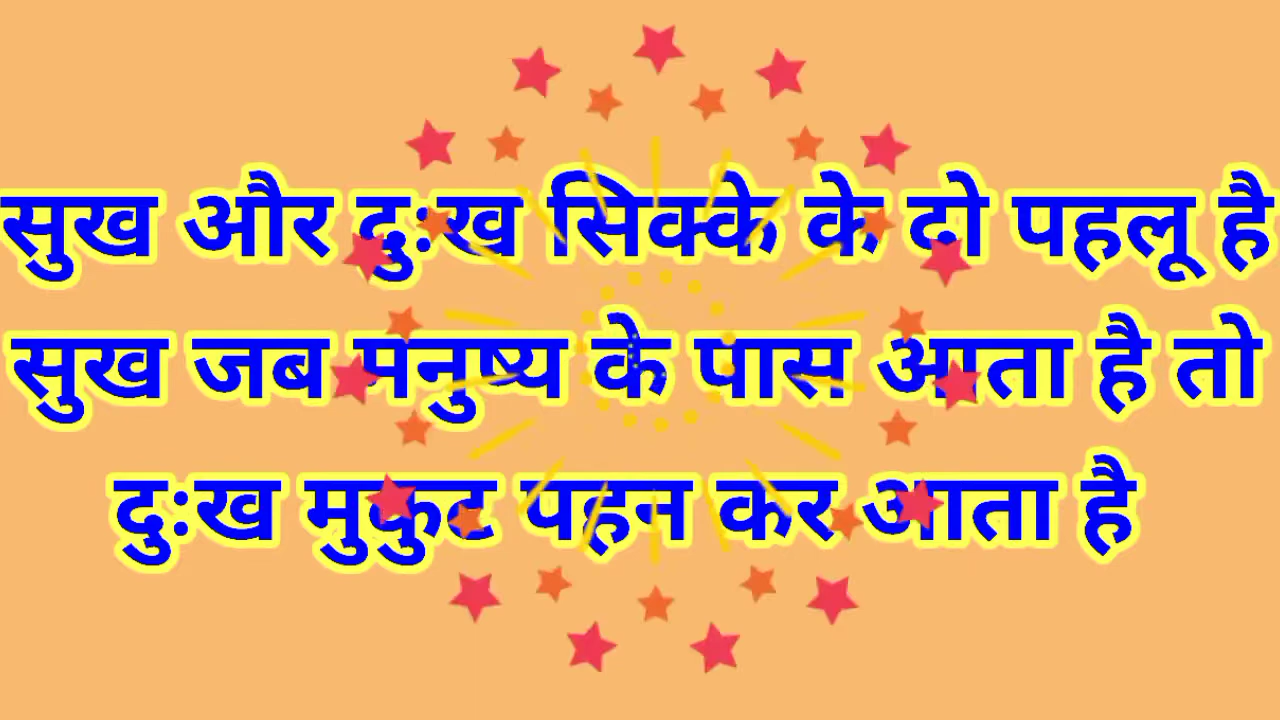 सुख और दुःख सिक्के के दो पहलू है
सुख जब मनुष्य के पास आता है तो
दुःख मुकुट पहन कर आता है